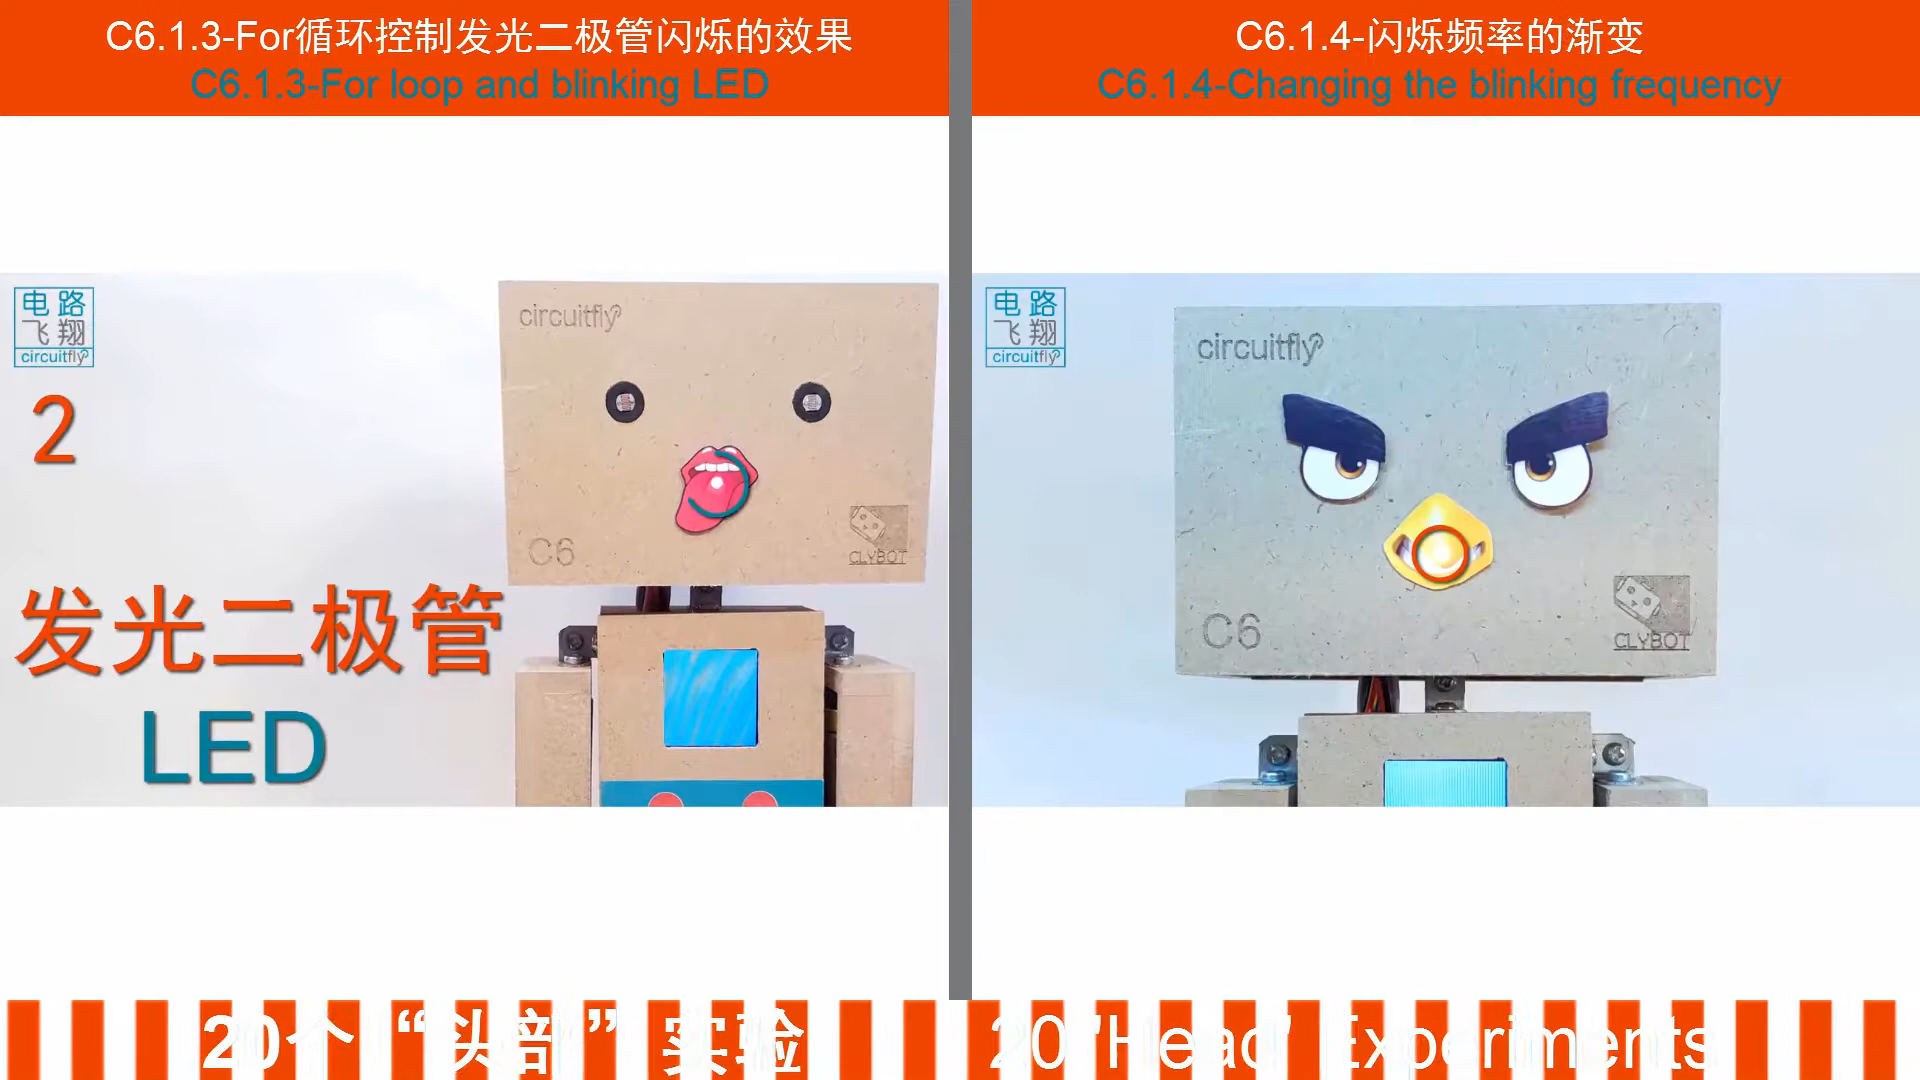 C6.1.3-For循环控制发光二极管闪烁的效果
C6.1.3-For loop and blinking LED
电路
飞翔
circuitfly
2
发光二极管
LED
circuitfly
C6
CLYBOT
C6.1.4-闪烁频率的渐变
C6.1.4-Changing the blinking frequency
电路
飞翔
circuitfly
circuitfly
C6
CLYBOT
20个“头部”实验
20 'Head' Experiments